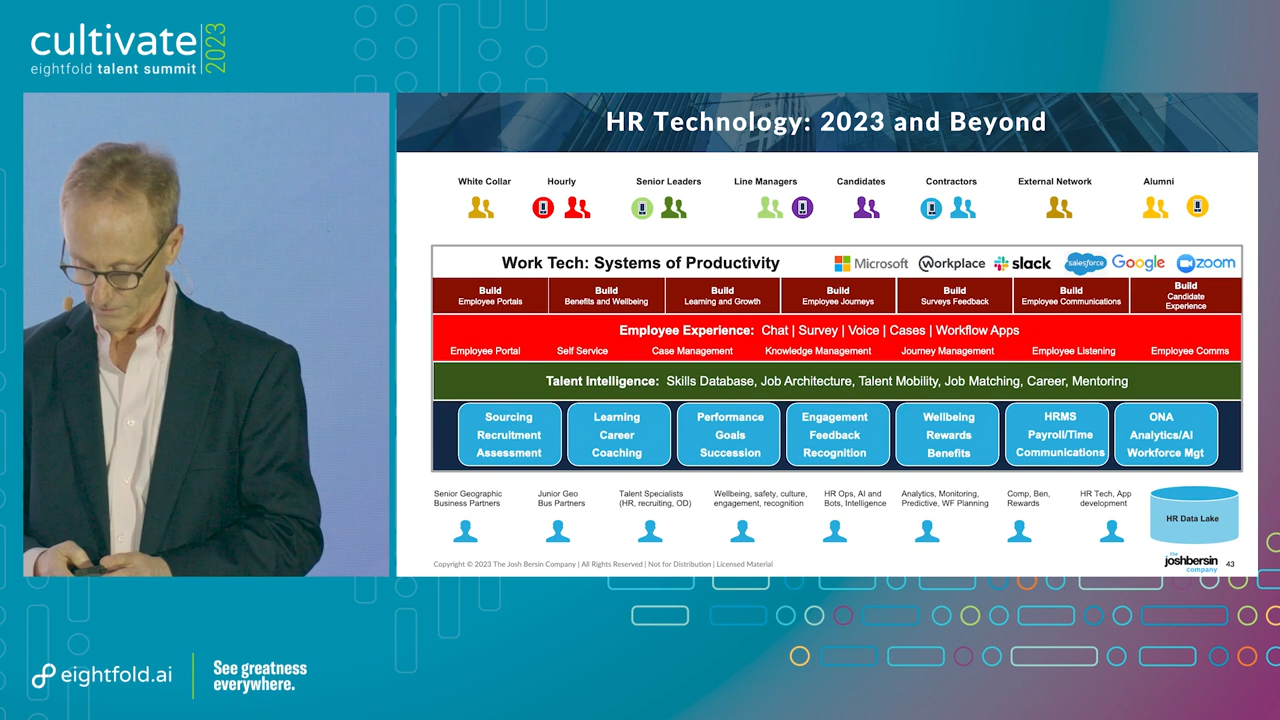 cultivate 2023
eightfold talent summit
HR Technology: 2023 and Beyond
White Collar
Hourly
Senior Leaders
Line Managers
Candidates
Contractors
External Network
Alumni
Work Tech: Systems of Productivity
Microsoft
Workplace
slack
salesforce
Google
zoom
Build
Employee Portals
Build
Benefits and Wellbeing
Build
Learning and Growth
Build
Employee Journeys
Build
Surveys Feedback
Build
Employee Communications
Build
Candidate
Experience
Employee Experience: Chat | Survey | Voice | Cases | Workflow Apps
Employee Portal
Self Service
Case Management
Knowledge Management
Journey Management
Employee Listening
Employee Comms
Talent Intelligence: Skills Database, Job Architecture, Talent Mobility, Job Matching, Career, Mentoring
Sourcing
Recruitment
Assessment
Learning
Career
Coaching
Performance
Goals
Succession
Engagement
Feedback
Recognition
Wellbeing
Rewards
Benefits
HRMS
Payroll/Time
Communications
ONA
Analytics/AI
Workforce Mgt
Senior Geographic
Business Partners
Junior Geo
Bus Partners
Talent Specialists
(HR, recruiting, OD)
Wellbeing, safety, culture,
engagement, recognition
HR Ops, AI and
Bots, Intelligence
Analytics, Monitoring,
Predictive, WF Planning
Comp, Ben,
Rewards
HR Tech, App
development
HR Data Lake
Copyright © 2023 The Josh Bersin Company | All Rights Reserved | Not for Distribution | Licensed Material
the
joshbersin
company
43
eightfold.ai
See greatness
everywhere.